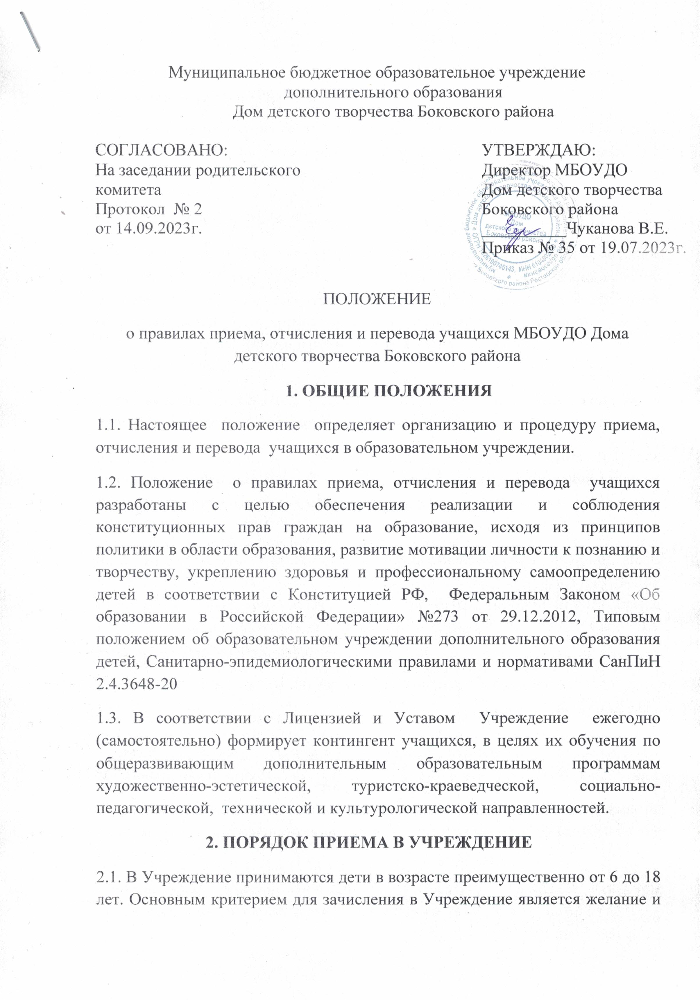 Муниципальное бюджетное образовательное учреждение
дополнительного образования
Дом детского творчества Боковского района
СОГЛАСОВАНО:
На заседании родительского
комитета
Протокол № 2
от 14.09.2023г.
УТВЕРЖДАЮ:
Директор МБОУДО
Дом детского творчества
Боковского района
Чуканова В.Е.
Приказ № 35 от 19.07.2023г.
МБОУДО
Дом
детского творчества
Боковского района
ПОЛОЖЕНИЕ
о правилах приема, отчисления и перевода учащихся МБОУДО Дома
детского творчества Боковского района
1. ОБЩИЕ ПОЛОЖЕНИЯ
1.1. Настоящее положение определяет организацию и процедуру приема,
отчисления и перевода учащихся в образовательном учреждении.
1.2. Положение о правилах приема, отчисления и перевода учащихся
разработаны с целью обеспечения реализации и соблюдения
конституционных прав граждан на образование, исходя из принципов
политики в области образования, развитие мотивации личности к познанию и
творчеству, укреплению здоровья и профессиональному самоопределению
детей в соответствии с Конституцией РФ, Федеральным Законом «Об
образовании в Российской Федерации» №273 от 29.12.2012, Типовым
положением об образовательном учреждении дополнительного образования
детей, Санитарно-эпидемиологическими правилами и нормативами СанПиН
2.4.3648-20
1.3. В соответствии с Лицензией и Уставом Учреждение ежегодно
(самостоятельно) формирует контингент учащихся, в целях их обучения по
общеразвивающим дополнительным образовательным программам
художественно-эстетической, туристско-краеведческой, социально-
педагогической, технической и культурологической направленностей.
2. ПОРЯДОК ПРИЕМА В УЧРЕЖДЕНИЕ
2.1. В Учреждение принимаются дети в возрасте преимущественно от 6 до 18
лет. Основным критерием для зачисления в Учреждение является желание и